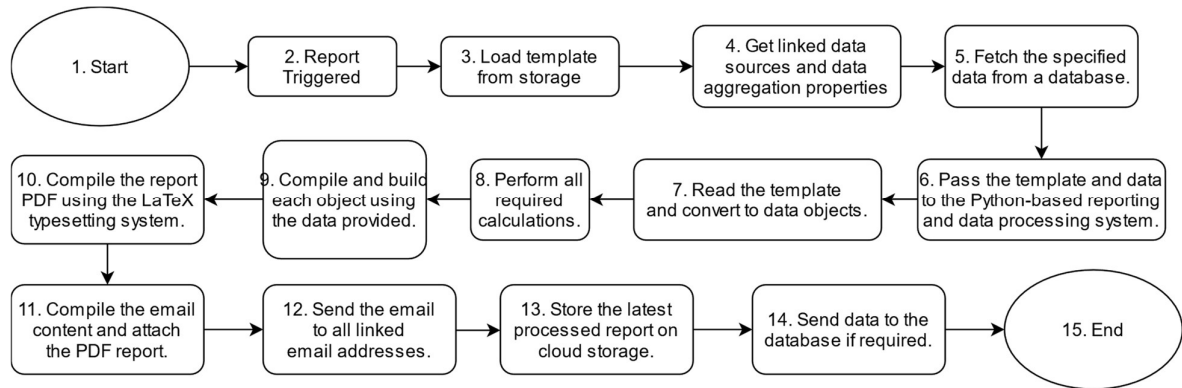 1. Start
2. Report
Triggered
3. Load template
from storage
4. Get linked data
sources and data
aggregation properties
5. Fetch the specified
data from a database.
6. Pass the template and data
to the Python-based reporting
and data processing system.
7. Read the template
and convert to data objects.
8. Perform all
required
calculations.
9. Compile and build
each object using
the data provided.
10. Compile the report
PDF using the LaTeX
typesetting system.
11. Compile the email
content and attach
the PDF report.
12. Send the email
to all linked
email addresses.
13. Store the latest
processed report on
cloud storage.
14. Send data to the
database if required.
15. End